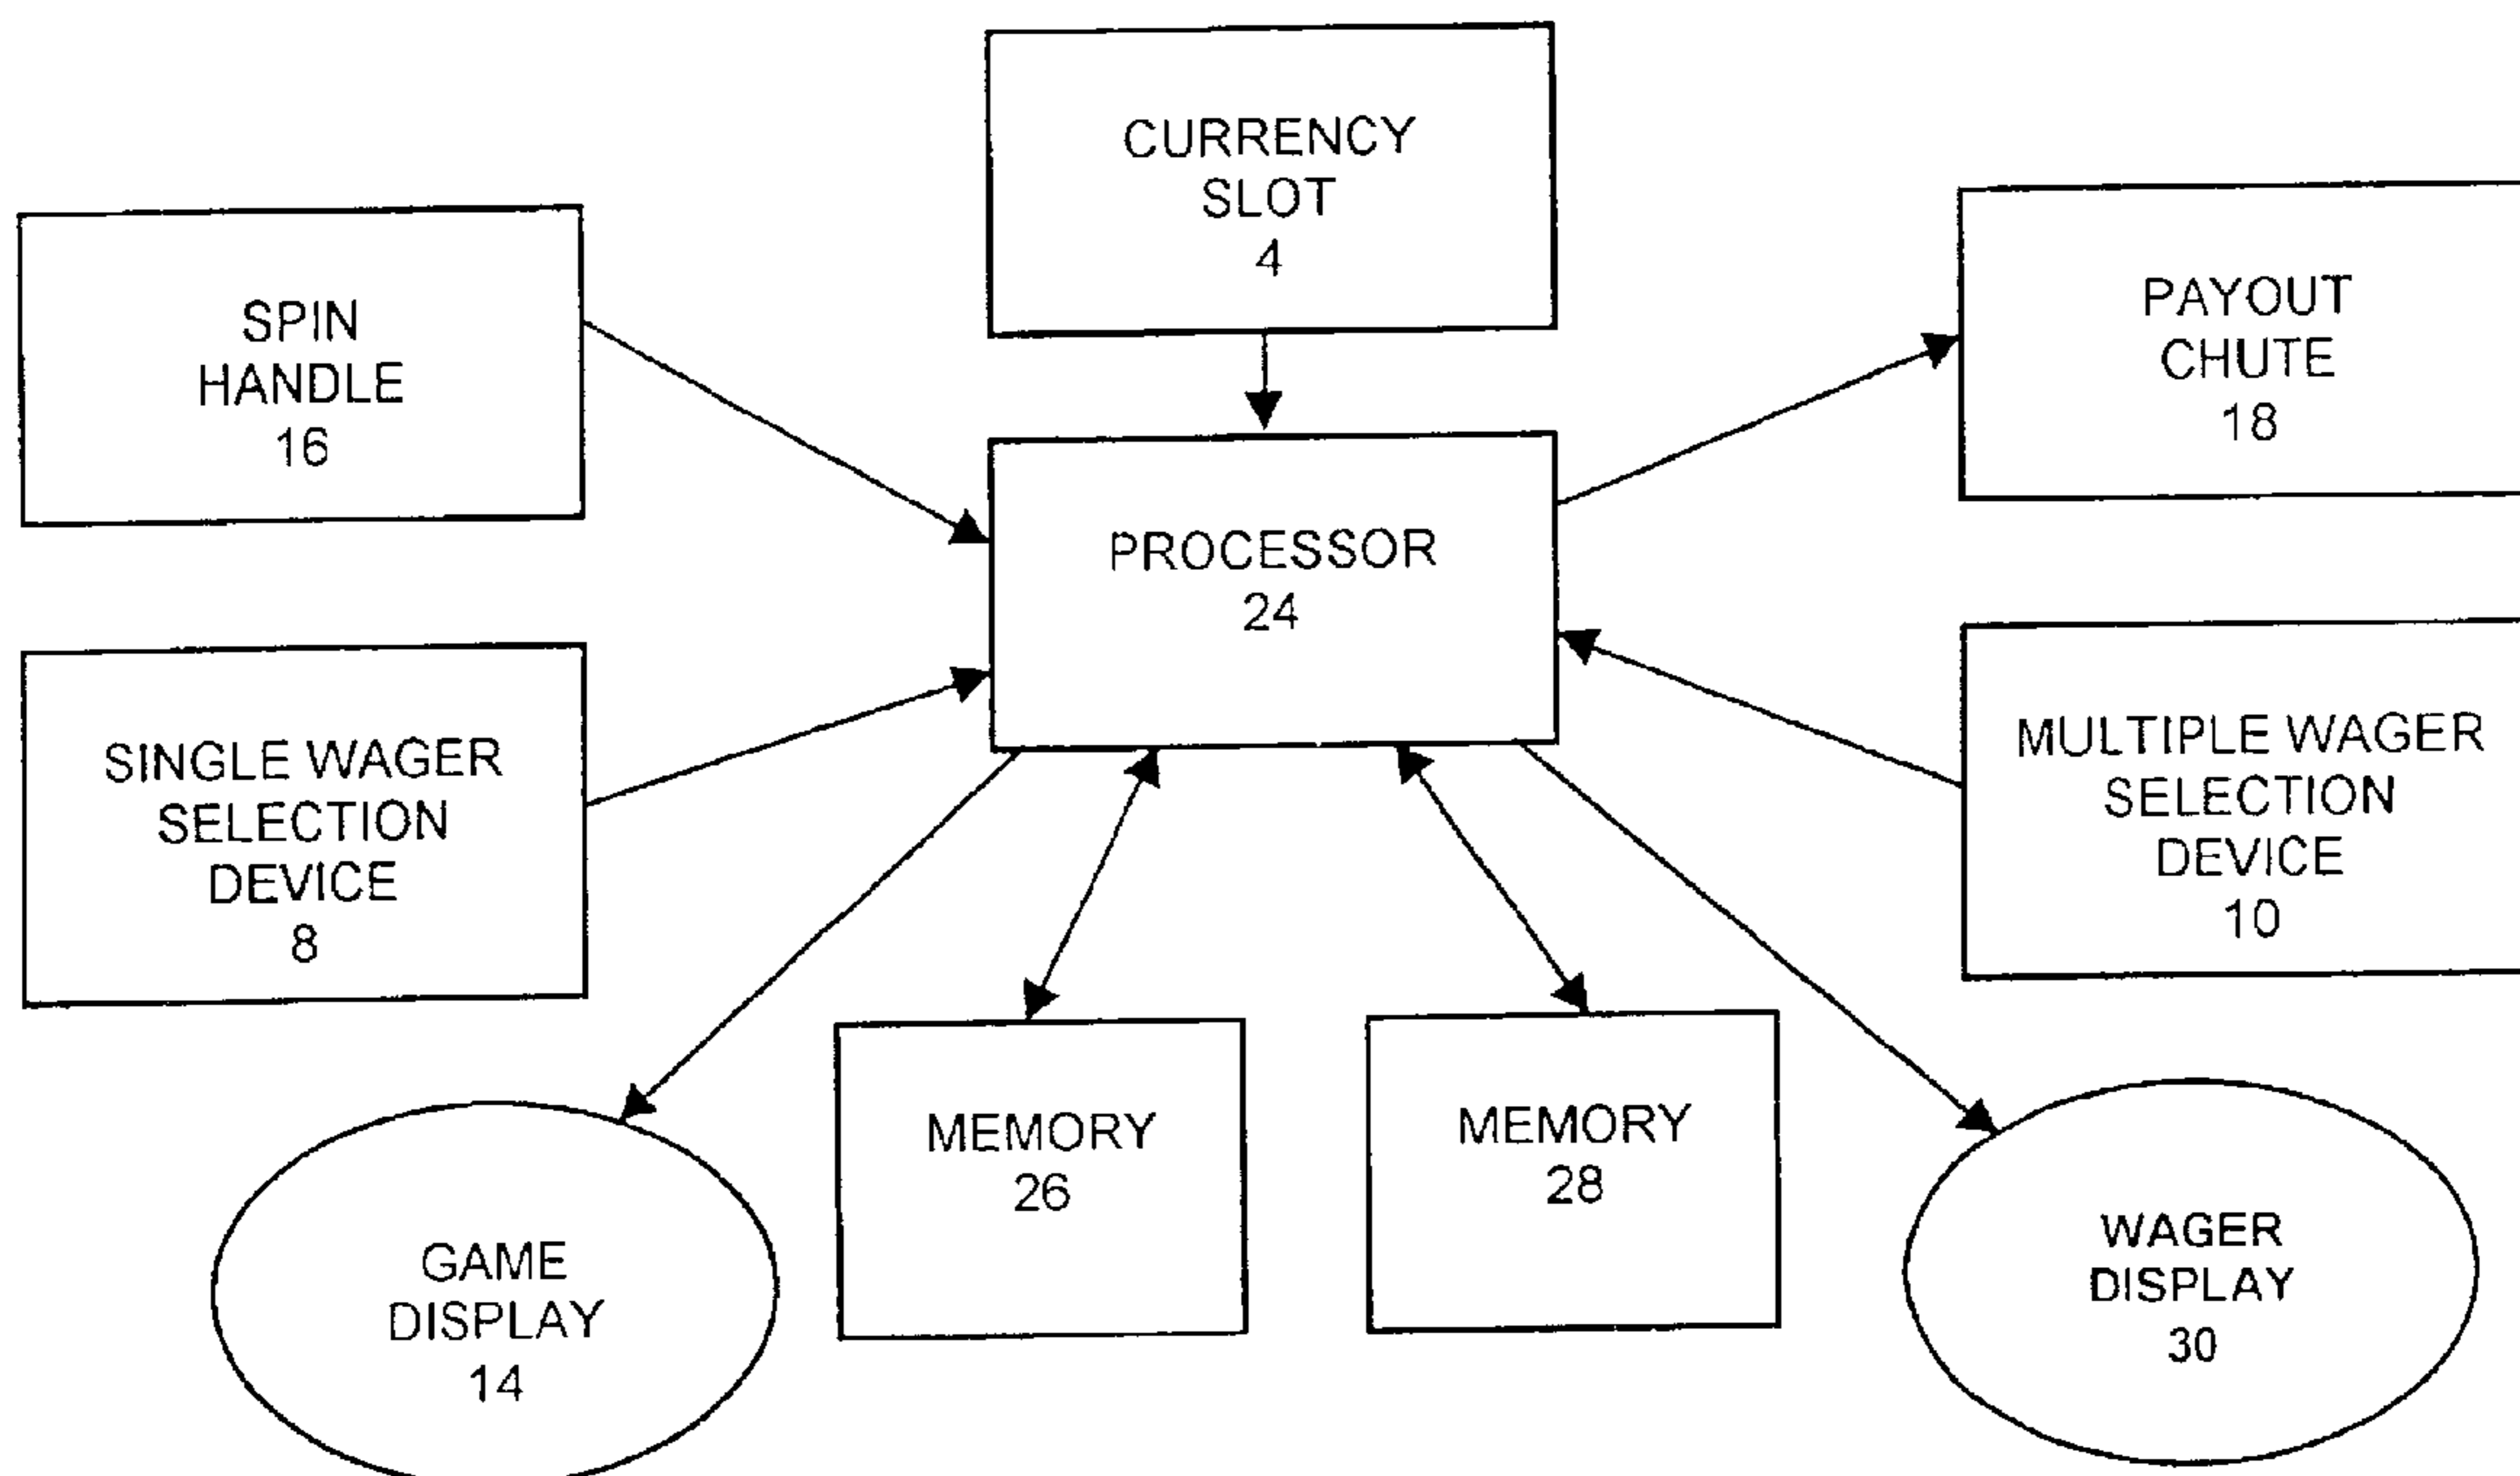 CURRENCY
SLOT
4
SPIN
HANDLE
16
PAYOUT
CHUTE
18
PROCESSOR
24
SINGLE WAGER
SELECTION
DEVICE
8
MULTIPLE WAGER
SELECTION
DEVICE
10
MEMORY
26
MEMORY
28
GAME
DISPLAY
14
WAGER
DISPLAY
30